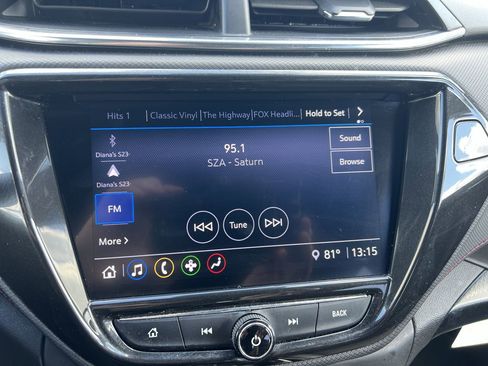 Hits 1 | Classic Vinyl | The Highway | FOX Headli... | Hold to Set
Diana's S23-
95.1
Sound
SZA - Saturn
Browse
Diana's S23-
FM
Tune
More >
81° 13:15
BACK